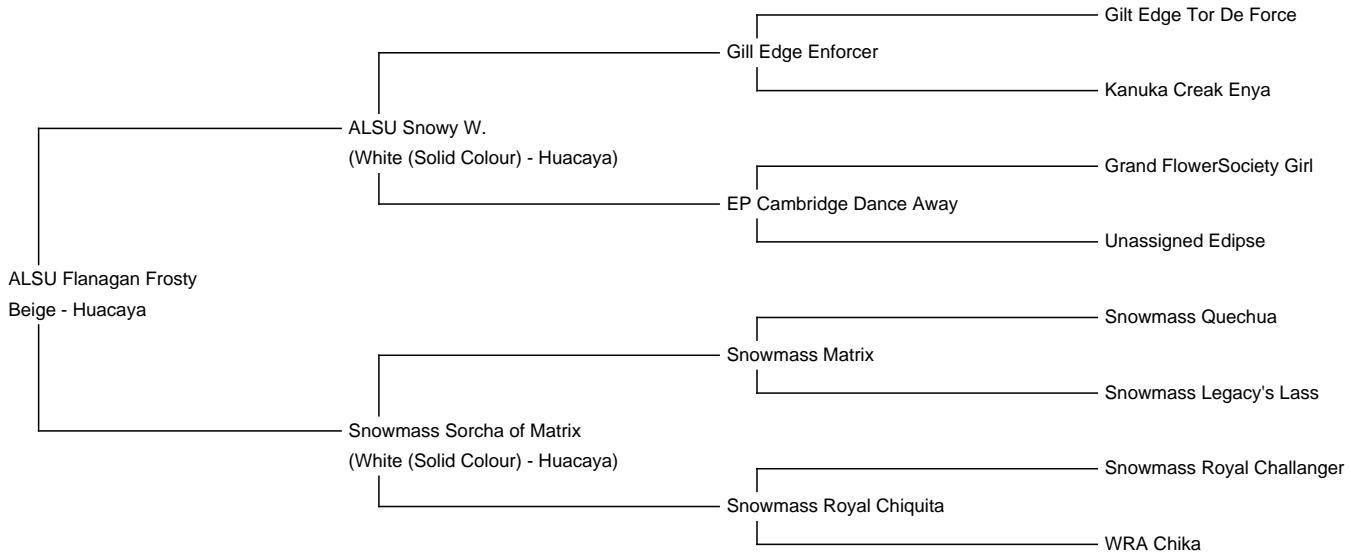 Gilt Edge Tor De Force
Gill Edge Enforcer
Kanuka Creak Enya
ALSU Snowy W.
(White (Solid Colour) - Huacaya)
Grand FlowerSociety Girl
EP Cambridge Dance Away
Unassigned Edipse
ALSU Flanagan Frosty
Beige - Huacaya
Snowmass Quechua
Snowmass Matrix
Snowmass Legacy's Lass
Snowmass Sorcha of Matrix
(White (Solid Colour) - Huacaya)
Snowmass Royal Challanger
Snowmass Royal Chiquita
WRA Chika